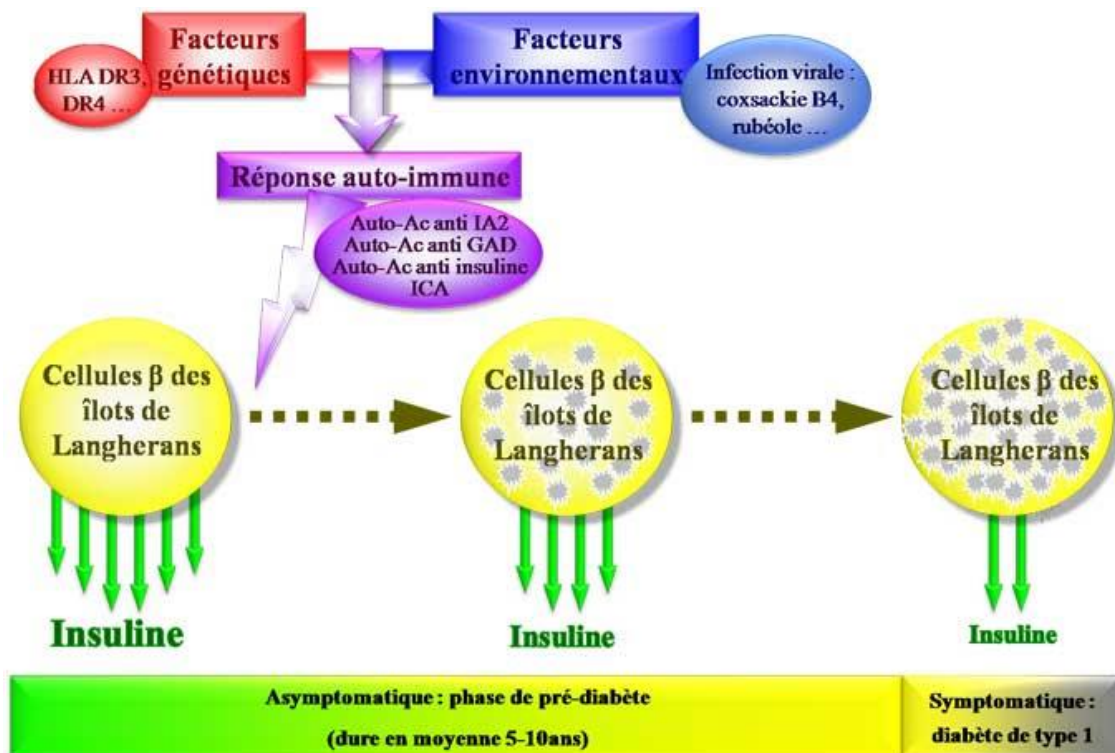 Facteurs
génétiques
HLA DR3,
DR4 ...
Facteurs
environnementaux
Infection virale :
coxsackie B4,
rubéole ...
Réponse auto-immune
Auto-Ac anti IA2
Auto-Ac anti GAD
Auto-Ac anti insuline
ICA
Cellules β des
îlots de
Langherans
Cellules β des
îlots de
Langherans
Cellules β des
îlots de
Langherans
Insuline
Insuline
Insuline
Asymptomatique : phase de pré-diabète
(dure en moyenne 5-10ans)
Symptomatique :
diabète de type 1